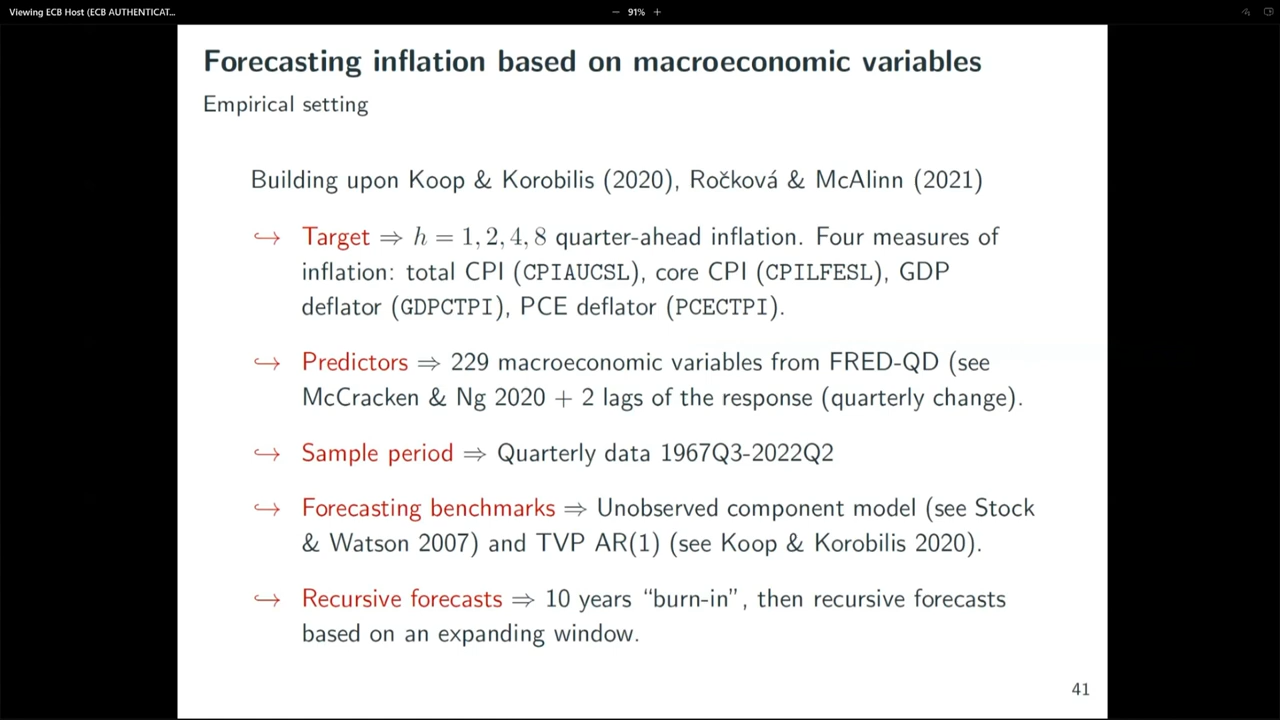 Viewing ECB Host (ECB AUTHENTICAT...
− 91% +
Forecasting inflation based on macroeconomic variables
Empirical setting
Building upon Koop & Korobilis (2020), Ročková & McAlinn (2021)
↪ Target ⇒ h = 1, 2, 4, 8 quarter-ahead inflation. Four measures of
inflation: total CPI (CPIAUCSL), core CPI (CPILFESL), GDP
deflator (GDPCTPI), PCE deflator (PCECTPI).
↪ Predictors ⇒ 229 macroeconomic variables from FRED-QD (see
McCracken & Ng 2020 + 2 lags of the response (quarterly change).
↪ Sample period ⇒ Quarterly data 1967Q3-2022Q2
↪ Forecasting benchmarks ⇒ Unobserved component model (see Stock
& Watson 2007) and TVP AR(1) (see Koop & Korobilis 2020).
↪ Recursive forecasts ⇒ 10 years “burn-in”, then recursive forecasts
based on an expanding window.
41